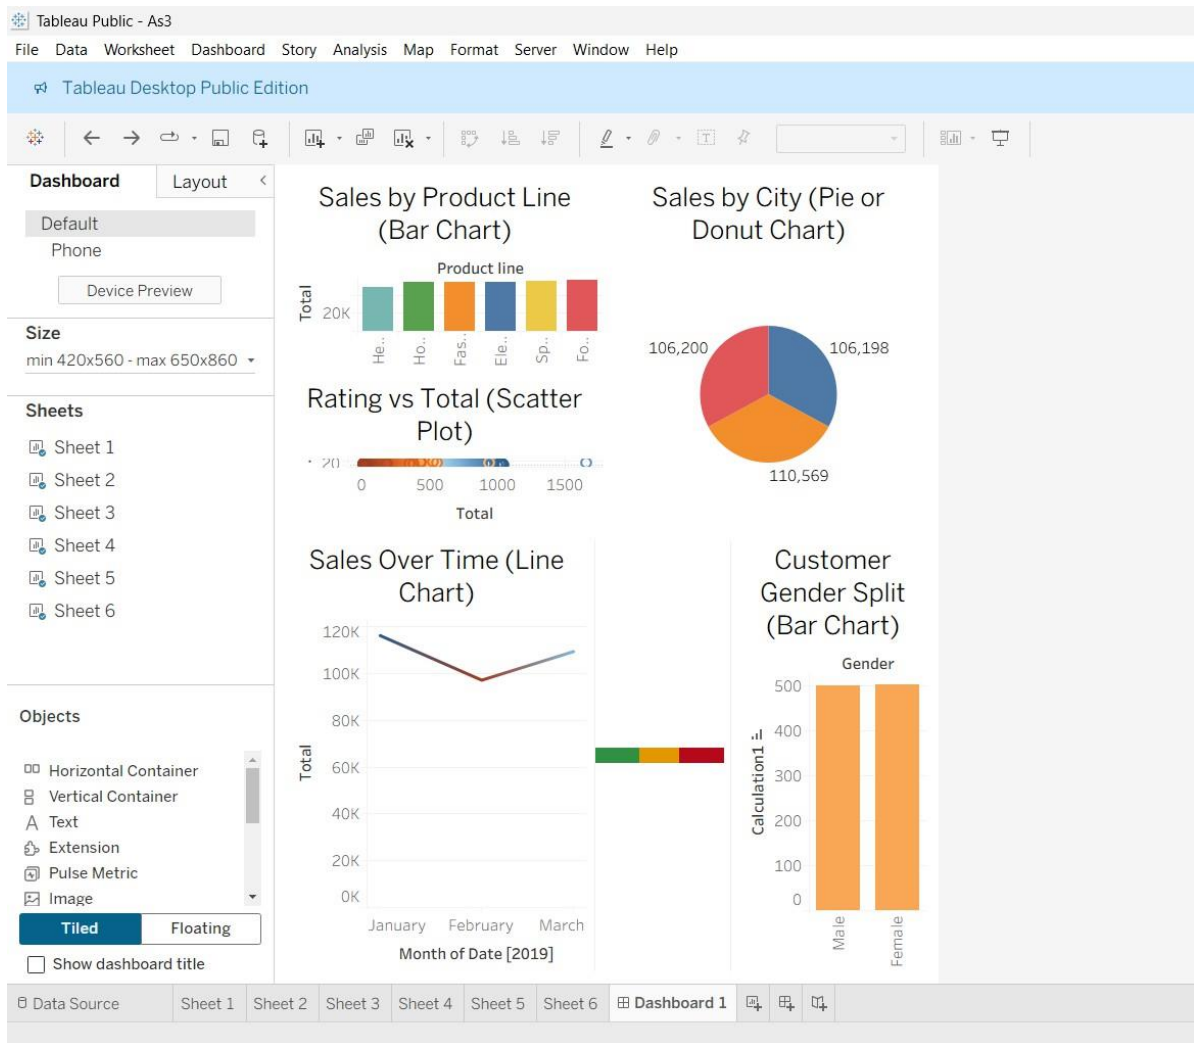 Tableau Public - As3
File Data Worksheet Dashboard Story Analysis Map Format Server Window Help
Tableau Desktop Public Edition
Dashboard Layout
Default
Phone
Device Preview
Size
min 420x560 - max 650x860
Sheets
Sheet 1
Sheet 2
Sheet 3
Sheet 4
Sheet 5
Sheet 6
Objects
Horizontal Container
Vertical Container
A Text
Extension
Pulse Metric
Image
Tiled Floating
Show dashboard title
Sales by Product Line
(Bar Chart)
Product line
Total
20K
He..
Ho..
Fas..
Ele..
Sp..
Fo..
Sales by City (Pie or
Donut Chart)
106,200
106,198
110,569
Rating vs Total (Scatter
Plot)
20
0 500 1000 1500
Total
Sales Over Time (Line
Chart)
Total
120K
100K
80K
60K
40K
20K
0K
January February March
Month of Date [2019]
Customer
Gender Split
(Bar Chart)
Gender
Calculation1
500
400
300
200
100
0
Male
Female
Data Source Sheet 1 Sheet 2 Sheet 3 Sheet 4 Sheet 5 Sheet 6 Dashboard 1